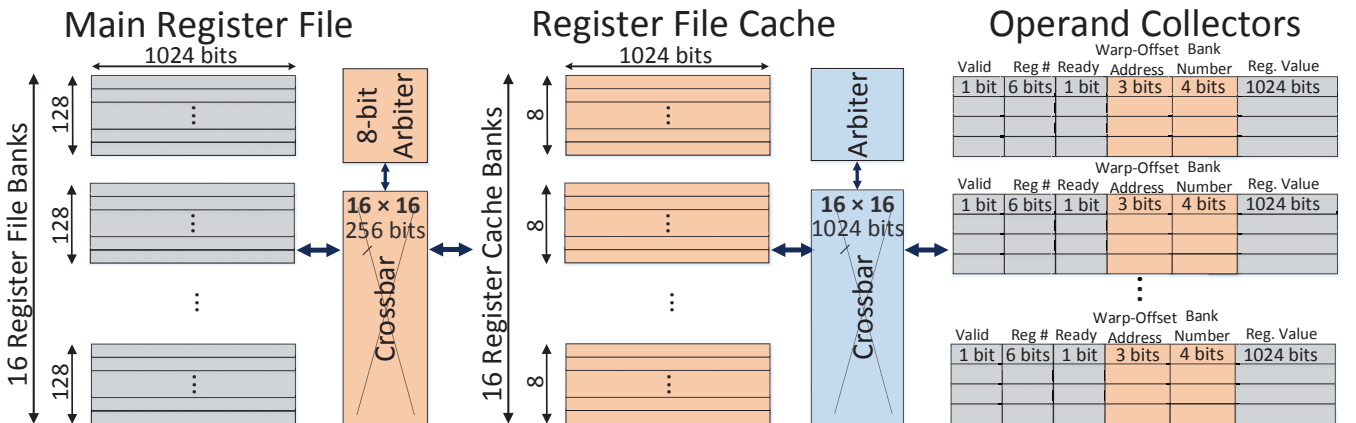 Main Register File
1024 bits
16 Register File Banks
128
⋮
128
⋮
...
128
⋮
8-bit
Arbiter
16 × 16
256 bits
Crossbar
Register File Cache
1024 bits
16 Register Cache Banks
8
⋮
8
⋮
...
8
⋮
Arbiter
16 × 16
1024 bits
Crossbar
Operand Collectors
Valid Reg # Ready Warp-Offset Address Bank Number Reg. Value
1 bit 6 bits 1 bit 3 bits 4 bits 1024 bits
Valid Reg # Ready Warp-Offset Address Bank Number Reg. Value
1 bit 6 bits 1 bit 3 bits 4 bits 1024 bits
⋮
Valid Reg # Ready Warp-Offset Address Bank Number Reg. Value
1 bit 6 bits 1 bit 3 bits 4 bits 1024 bits